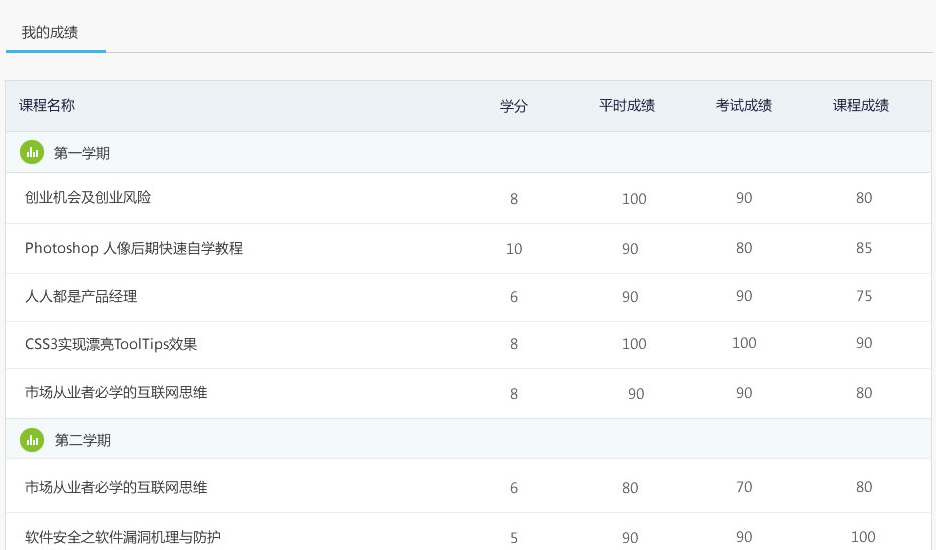 我的成绩
课程名称 学分 平时成绩 考试成绩 课程成绩
第一学期
创业机会及创业风险 8 100 90 80
Photoshop 人像后期快速自学教程 10 90 80 85
人人都是产品经理 6 90 90 75
CSS3实现漂亮ToolTips效果 8 100 100 90
市场从业者必学的互联网思维 8 90 90 80
第二学期
市场从业者必学的互联网思维 6 80 70 80
软件安全之软件漏洞机理与防护 5 90 90 100